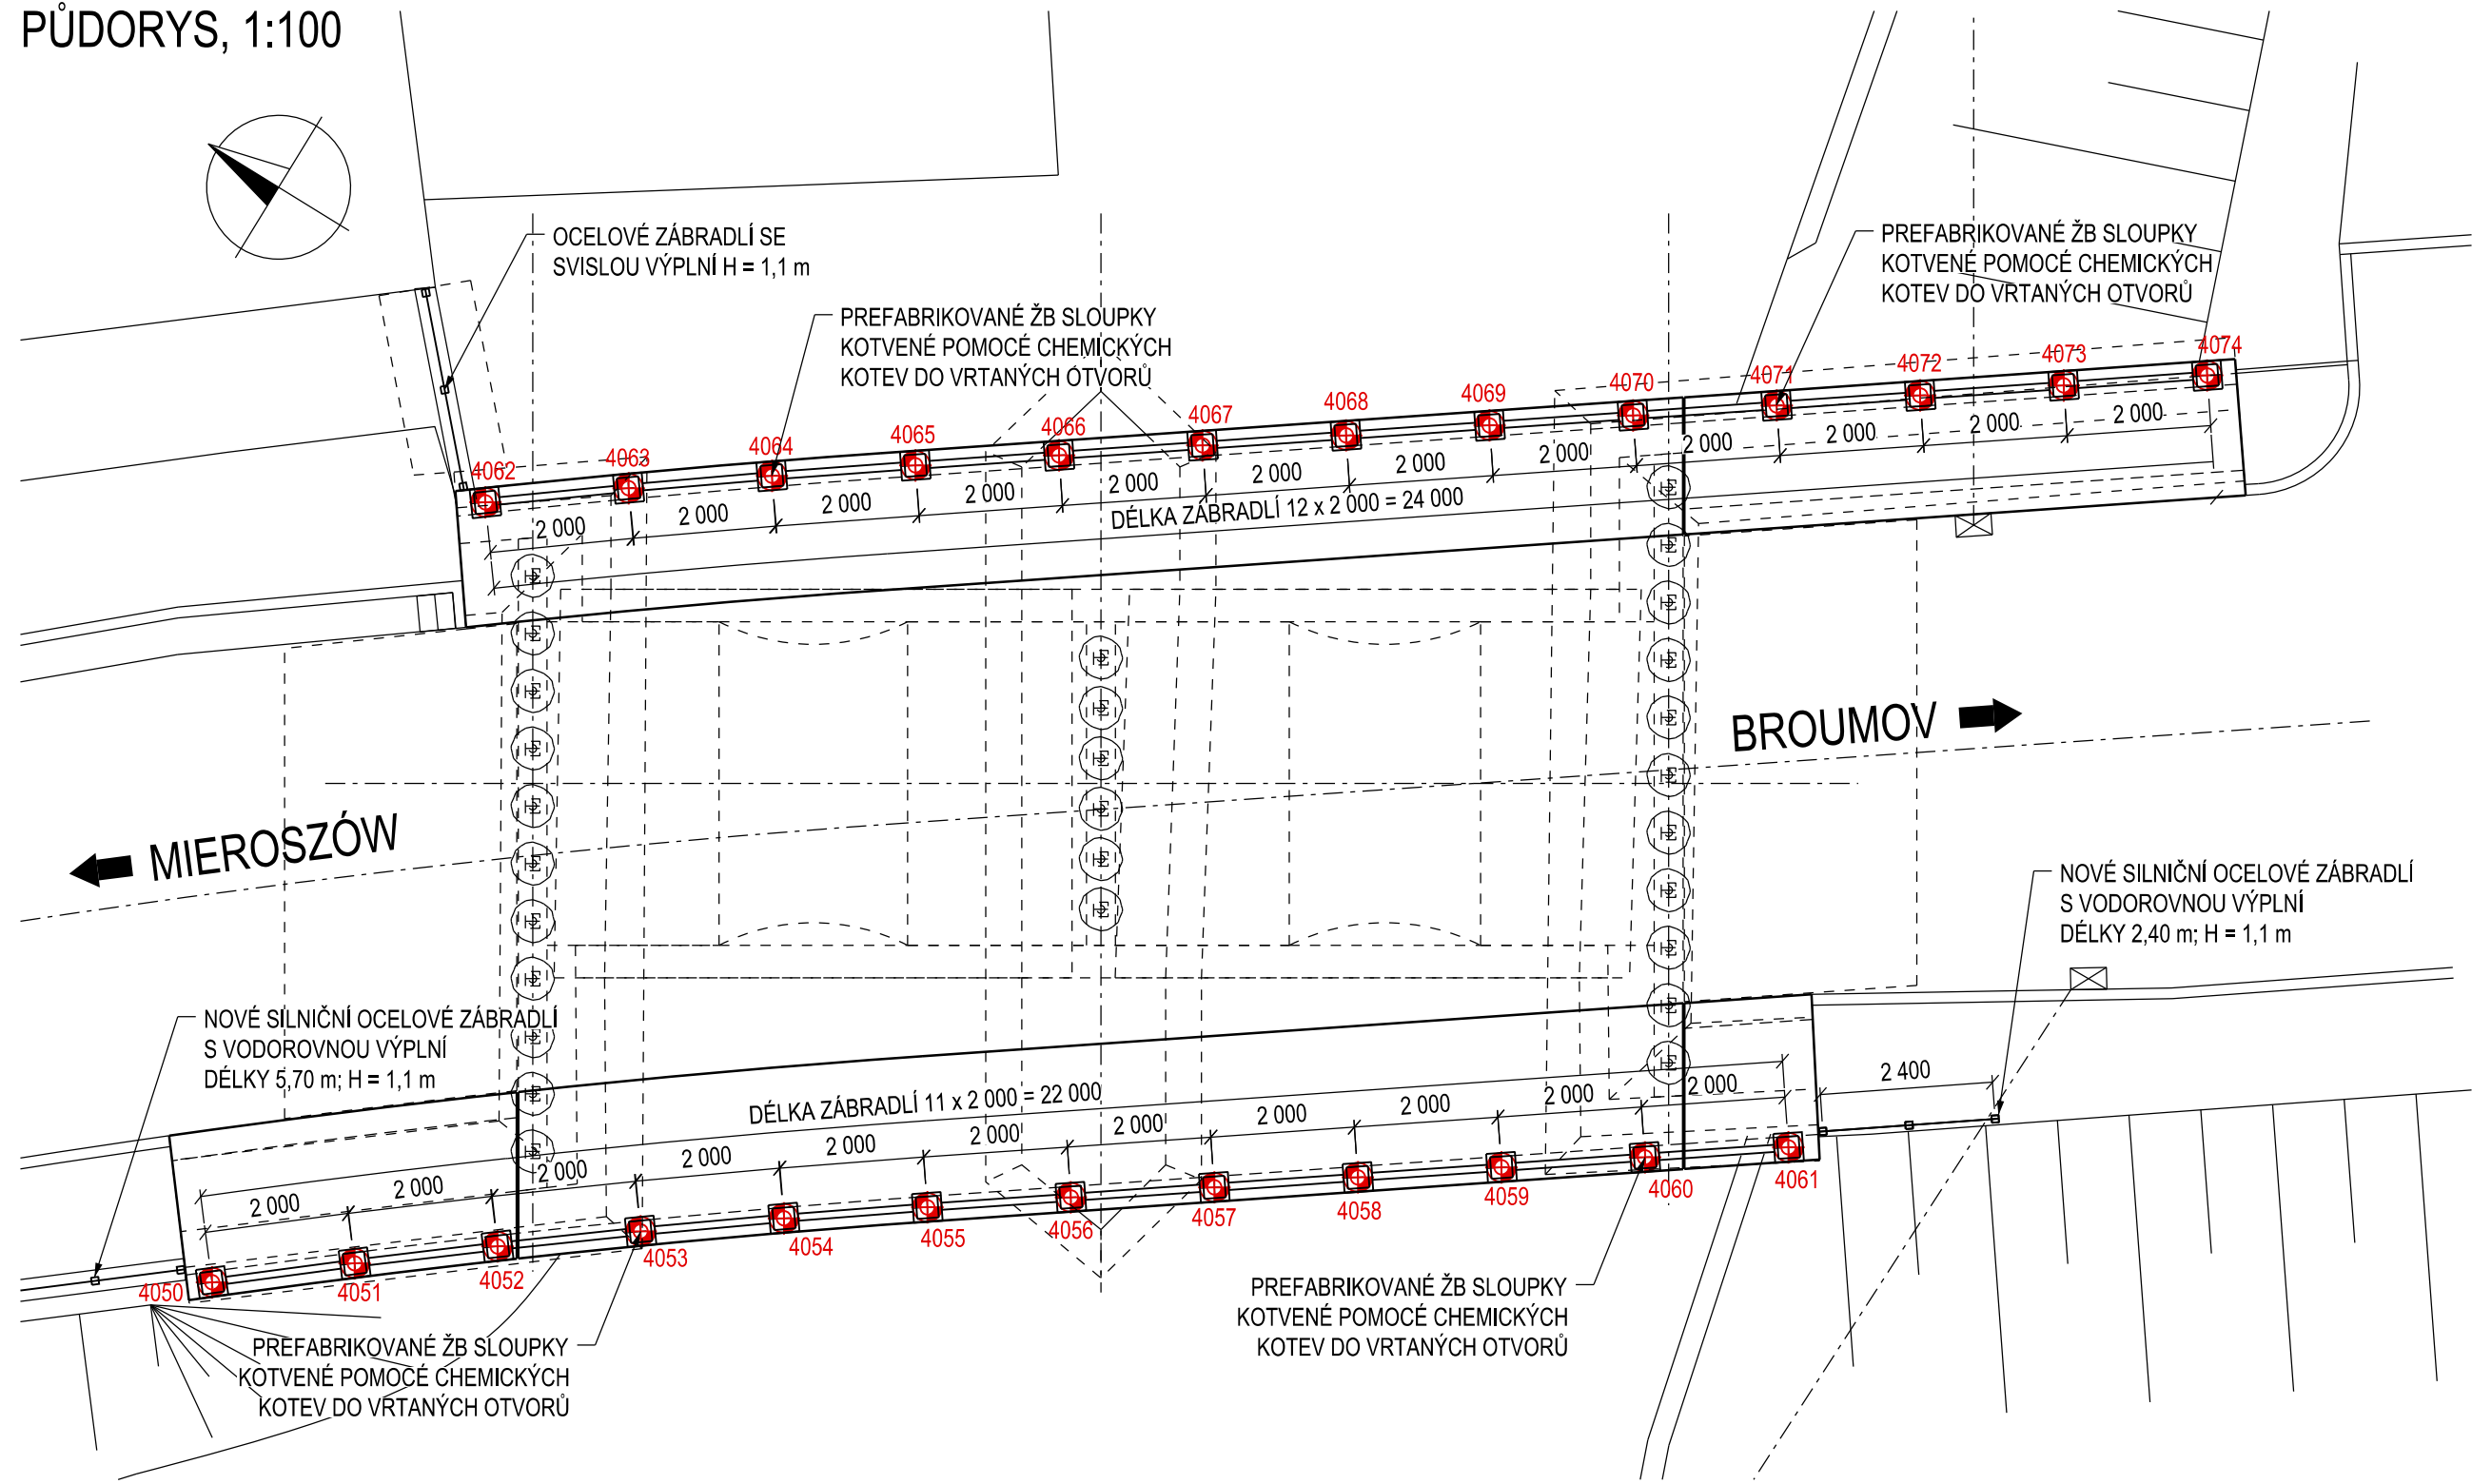 PŮDORYS, 1:100
OCELOVÉ ZÁBRADLÍ SE
SVISLOU VÝPLNÍ H = 1,1 m
PREFABRIKOVANÉ ŽB SLOUPKY
KOTVENÉ POMOCÉ CHEMICKÝCH
KOTEV DO VRTANÝCH OTVORŮ
PREFABRIKOVANÉ ŽB SLOUPKY
KOTVENÉ POMOCÉ CHEMICKÝCH
KOTEV DO VRTANÝCH OTVORŮ
4062 4063 4064 4065 4066 4067 4068 4069 4070 4071 4072 4073 4074
2 000 2 000 2 000 2 000 2 000 2 000 2 000 2 000 2 000 2 000 2 000 2 000
DÉLKA ZÁBRADLÍ 12 x 2 000 = 24 000
BROUMOV
MIEROSZÓW
NOVÉ SILNIČNÍ OCELOVÉ ZÁBRADLÍ
S VODOROVNOU VÝPLNÍ
DÉLKY 2,40 m; H = 1,1 m
NOVÉ SILNIČNÍ OCELOVÉ ZÁBRADLÍ
S VODOROVNOU VÝPLNÍ
DÉLKY 5,70 m; H = 1,1 m
2 400
DÉLKA ZÁBRADLÍ 11 x 2 000 = 22 000
2 000 2 000 2 000 2 000 2 000 2 000 2 000 2 000 2 000 2 000 2 000
4050 4051 4052 4053 4054 4055 4056 4057 4058 4059 4060 4061
PREFABRIKOVANÉ ŽB SLOUPKY
KOTVENÉ POMOCÉ CHEMICKÝCH
KOTEV DO VRTANÝCH OTVORŮ
PREFABRIKOVANÉ ŽB SLOUPKY
KOTVENÉ POMOCÉ CHEMICKÝCH
KOTEV DO VRTANÝCH OTVORŮ